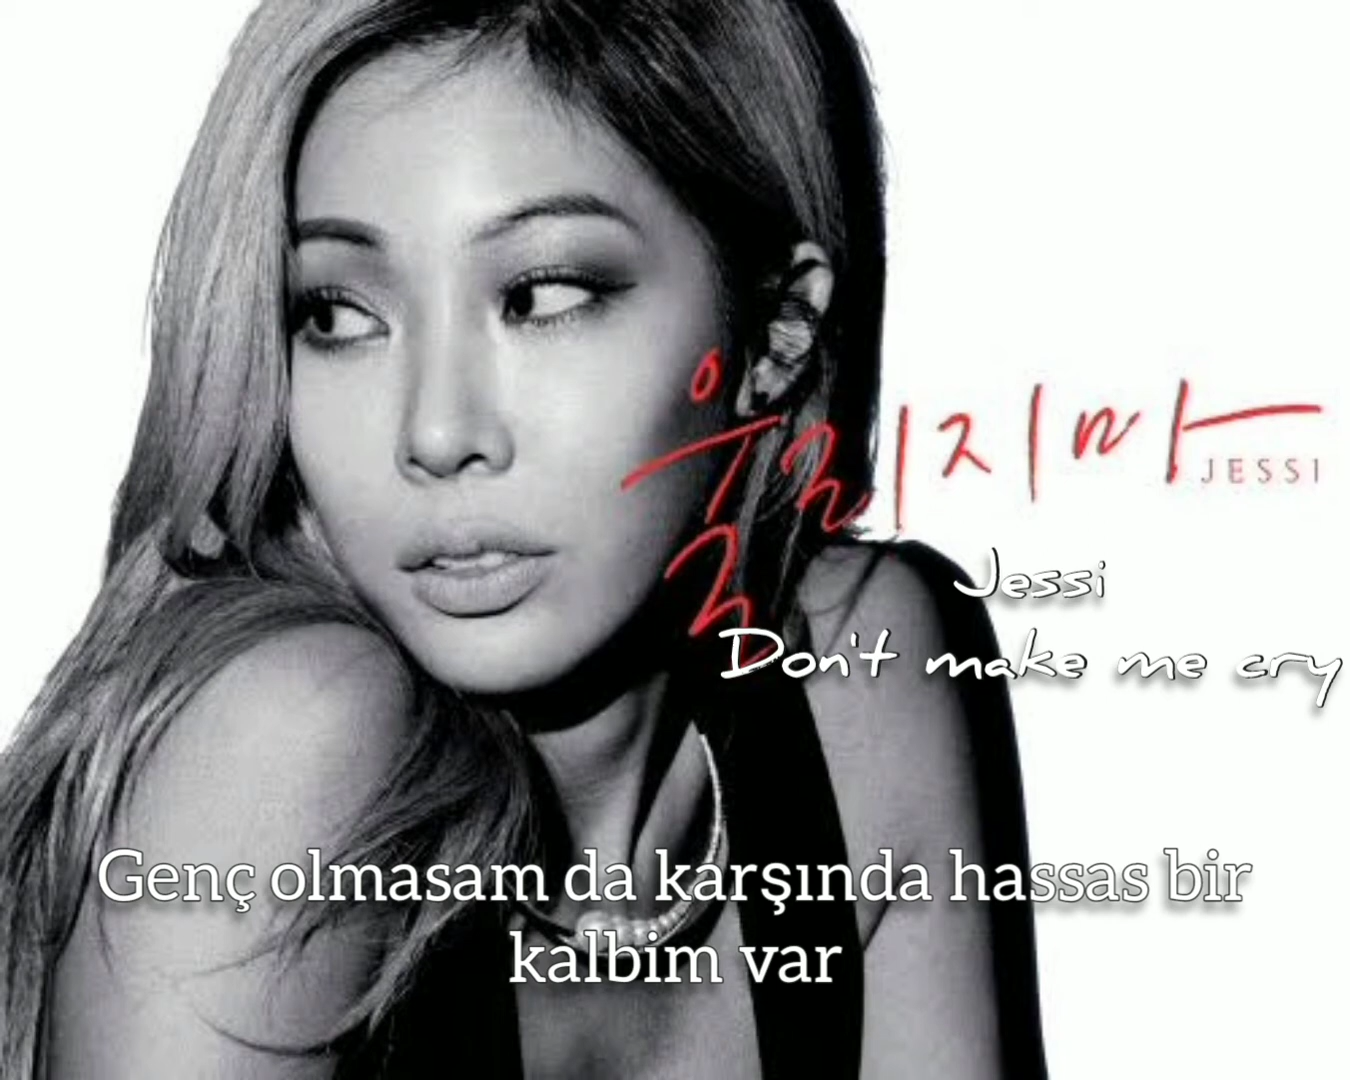 울리지마
JESSI
Jessi
Don't make me cry
Genç olmasam da karşında hassas bir
kalbim var